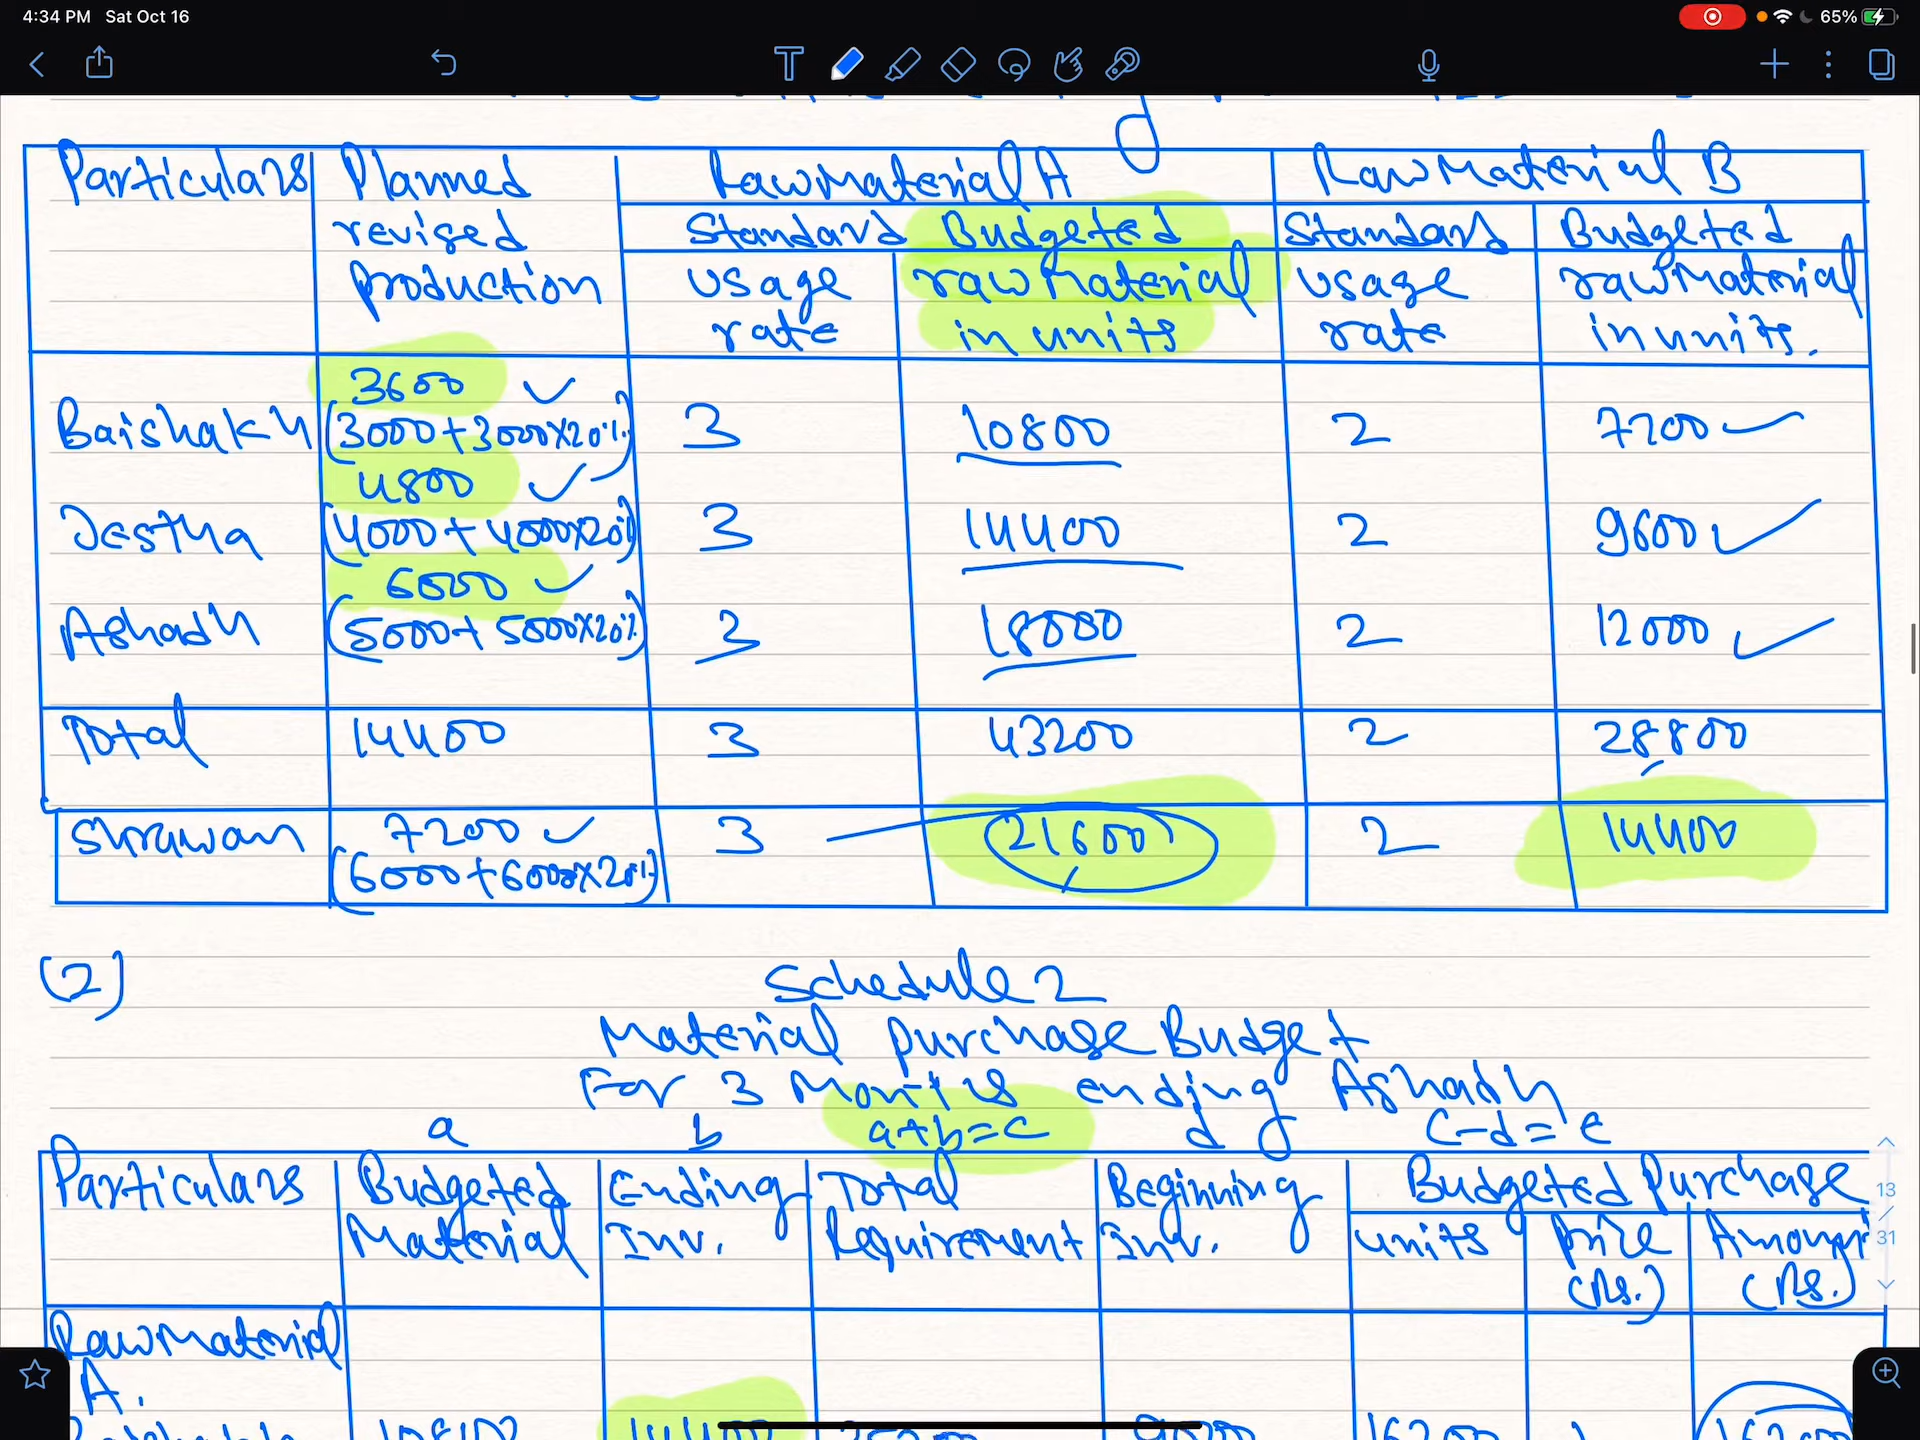 4:34 PM Sat Oct 16
65%
Particulars Planned revised production Raw Material A Raw Material B
Standard usage rate Budgeted raw material in units Standard usage rate Budgeted raw material in units.
3600
Baishakh (3000+3000×20%) 3 10800 2 7200
4800
Jestha (4000+4000×20%) 3 14400 2 9600
6000
Ashadh (5000+5000×20%) 3 18000 2 12000
Total 14400 3 43200 2 28800
Shrawan 7200 3 21600 2 14400
(6000+6000×20%)
(2)
Schedule 2
Material purchase Budget
For 3 Months ending Ashadh
a b a+b=c d c-d=e
Particulars Budgeted Material Ending Inv. Total Requirement Beginning Inv. Budgeted Purchase
units price (Rs.) Amount (Rs.)
13
31
Raw Material
A.
10800 14400 16200